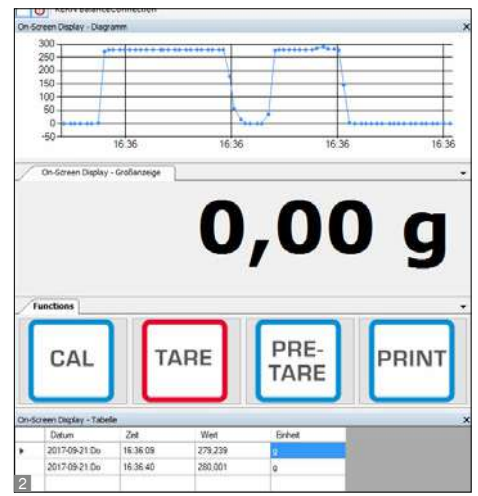 KERN BalanceConnection
On-Screen Display - Diagramm
300
250
200
150
100
50
0
-50
16:36 16:36 16:36 16:36
On-Screen Display - Großanzeige
0,00 g
Functions
CAL TARE PRE-TARE PRINT
On-Screen Display - Tabelle
Datum Zeit Wert Einheit
2017-09-21:Do 16:36:09 279,239 g
2017-09-21:Do 16:36:40 280,001 g
2